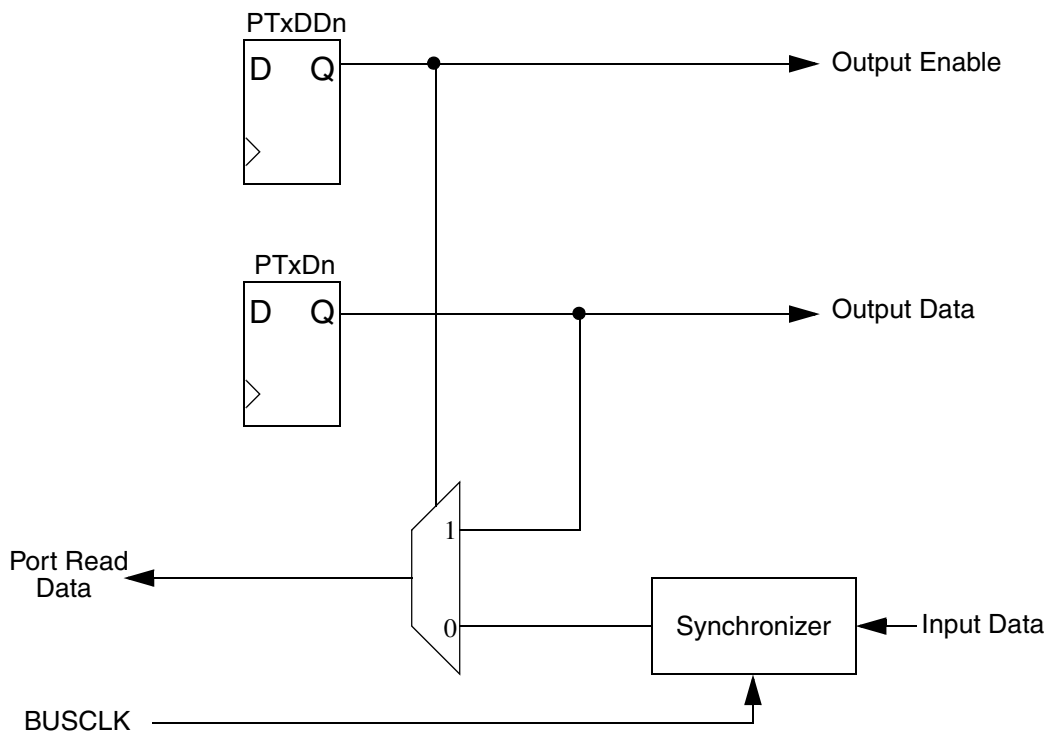 PTxDDn
D Q
Output Enable
PTxDn
D Q
Output Data
1
Port Read
Data
0
Synchronizer
Input Data
BUSCLK